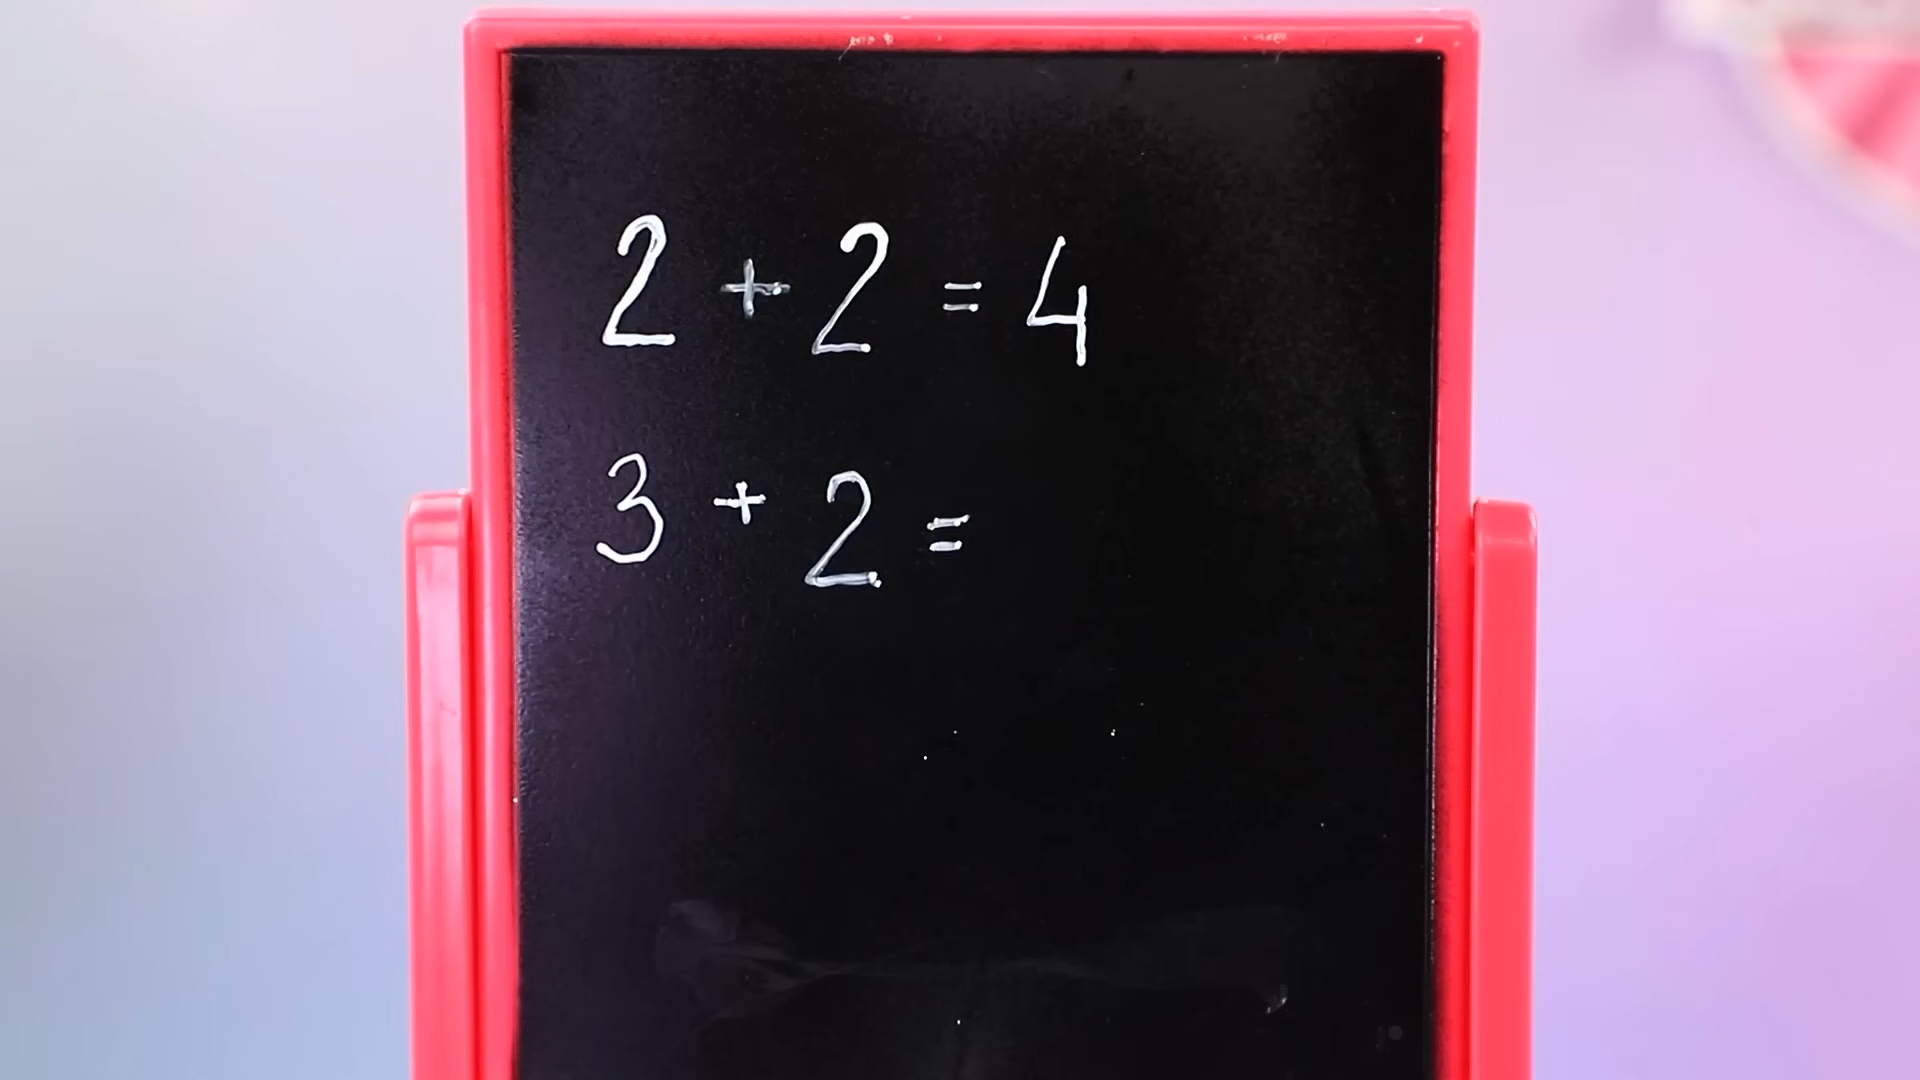 2 + 2 = 4
3 + 2 =